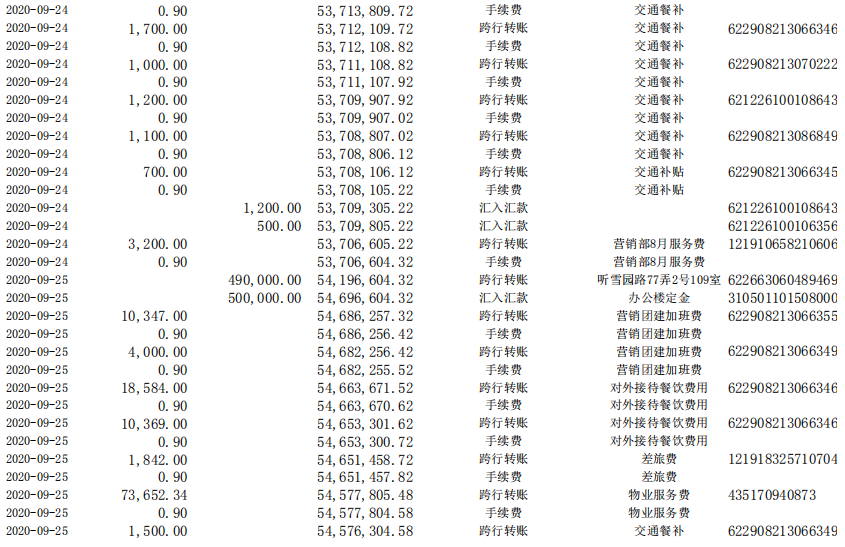 2020-09-24 0.90 53,713,809.72 手续费 交通餐补
2020-09-24 1,700.00 53,712,109.72 跨行转账 交通餐补 622908213066346
2020-09-24 0.90 53,712,108.82 手续费 交通餐补
2020-09-24 1,000.00 53,711,108.82 跨行转账 交通餐补 622908213070222
2020-09-24 0.90 53,711,107.92 手续费 交通餐补
2020-09-24 1,200.00 53,709,907.92 跨行转账 交通餐补 621226100108643
2020-09-24 0.90 53,709,907.02 手续费 交通餐补
2020-09-24 1,100.00 53,708,807.02 跨行转账 交通餐补 622908213086849
2020-09-24 0.90 53,708,806.12 手续费 交通餐补
2020-09-24 700.00 53,708,106.12 跨行转账 交通补贴 622908213066345
2020-09-24 0.90 53,708,105.22 手续费 交通补贴
2020-09-24 1,200.00 53,709,305.22 汇入汇款 621226100108643
2020-09-24 500.00 53,709,805.22 汇入汇款 621226100106356
2020-09-24 3,200.00 53,706,605.22 跨行转账 营销部8月服务费 121910658210606
2020-09-24 0.90 53,706,604.32 手续费 营销部8月服务费
2020-09-25 490,000.00 54,196,604.32 跨行转账 听雪园路77弄2号109室 622663060489469
2020-09-25 500,000.00 54,696,604.32 汇入汇款 办公楼定金 310501101508000
2020-09-25 10,347.00 54,686,257.32 跨行转账 营销团建加班费 622908213066355
2020-09-25 0.90 54,686,256.42 手续费 营销团建加班费
2020-09-25 4,000.00 54,682,256.42 跨行转账 营销团建加班费 622908213066349
2020-09-25 0.90 54,682,255.52 手续费 营销团建加班费
2020-09-25 18,584.00 54,663,671.52 跨行转账 对外接待餐饮费用 622908213066346
2020-09-25 0.90 54,663,670.62 手续费 对外接待餐饮费用
2020-09-25 10,369.00 54,653,301.62 跨行转账 对外接待餐饮费用 622908213066346
2020-09-25 0.90 54,653,300.72 手续费 对外接待餐饮费用
2020-09-25 1,842.00 54,651,458.72 跨行转账 差旅费 121918325710704
2020-09-25 0.90 54,651,457.82 手续费 差旅费
2020-09-25 73,652.34 54,577,805.48 跨行转账 物业服务费 435170940873
2020-09-25 0.90 54,577,804.58 手续费 物业服务费
2020-09-25 1,500.00 54,576,304.58 跨行转账 交通餐补 622908213066349